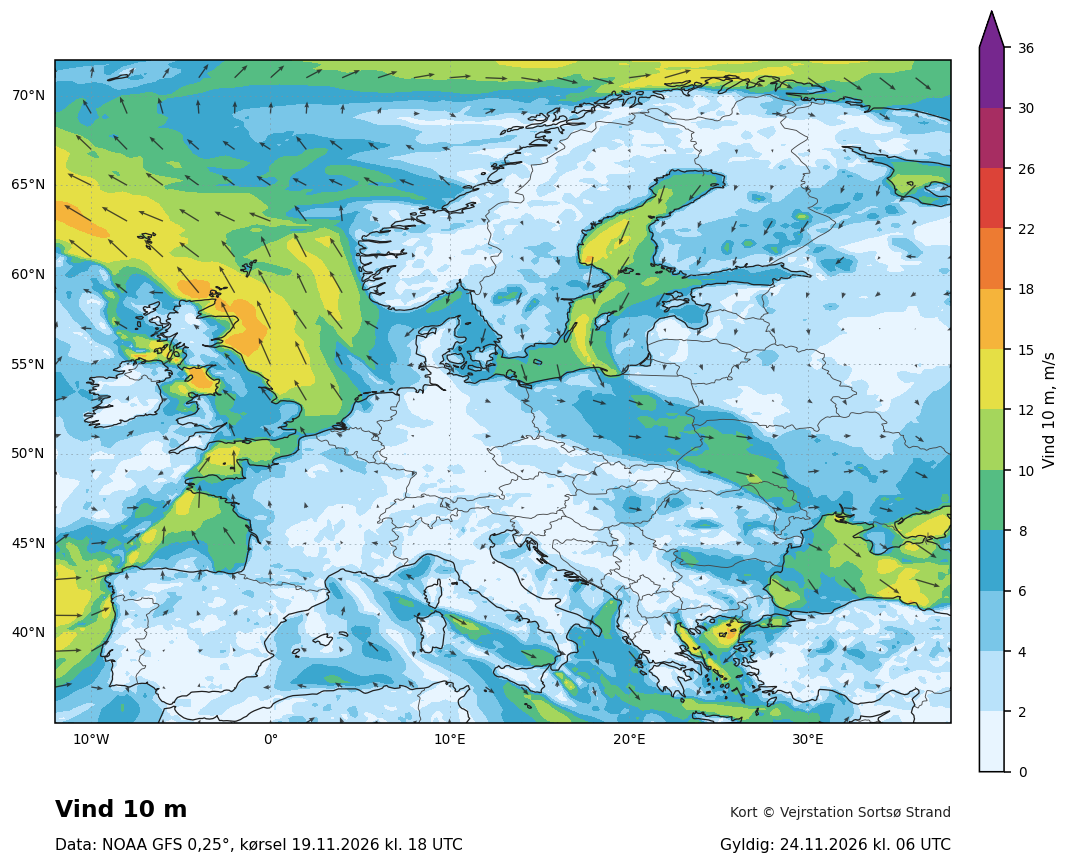 36
30
26
22
18
15
12
10
8
6
4
2
0
Vind 10 m, m/s
70°N
65°N
60°N
55°N
50°N
45°N
40°N
10°W
0°
10°E
20°E
30°E
Vind 10 m
Kort © Vejrstation Sortsø Strand
Data: NOAA GFS 0,25°, kørsel 19.11.2026 kl. 18 UTC
Gyldig: 24.11.2026 kl. 06 UTC